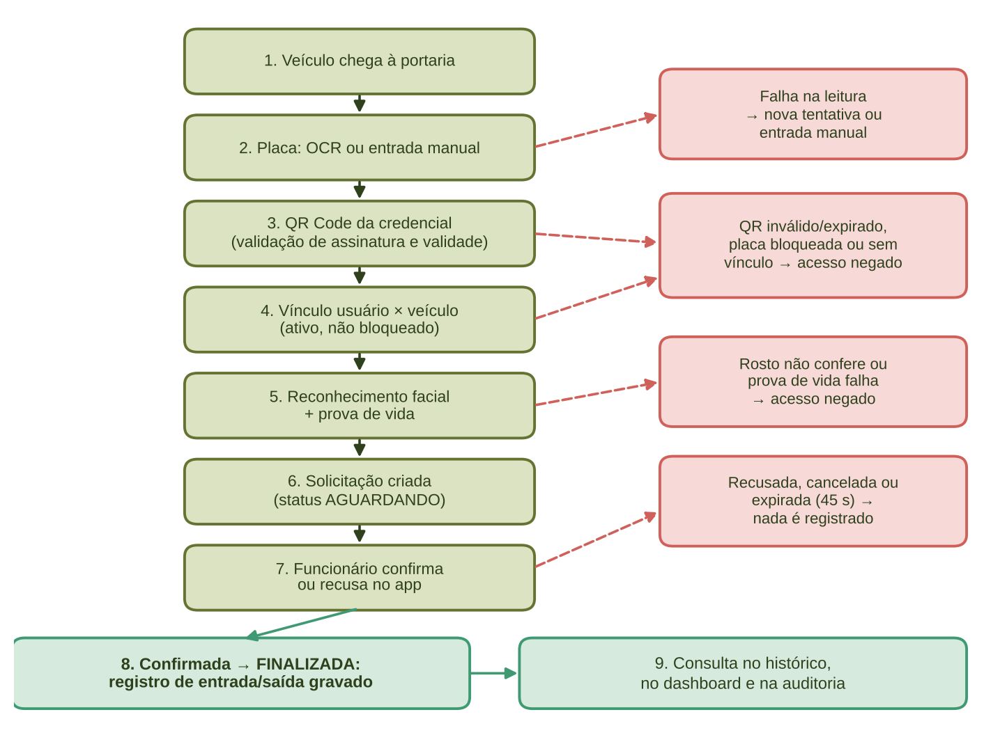 1. Veículo chega à portaria
2. Placa: OCR ou entrada manual
Falha na leitura
→ nova tentativa ou
entrada manual
3. QR Code da credencial
(validação de assinatura e validade)
QR inválido/expirado,
placa bloqueada ou sem
vínculo → acesso negado
4. Vínculo usuário × veículo
(ativo, não bloqueado)
5. Reconhecimento facial
+ prova de vida
Rosto não confere ou
prova de vida falha
→ acesso negado
6. Solicitação criada
(status AGUARDANDO)
Recusada, cancelada ou
expirada (45 s) →
nada é registrado
7. Funcionário confirma
ou recusa no app
8. Confirmada → FINALIZADA:
registro de entrada/saída gravado
9. Consulta no histórico,
no dashboard e na auditoria